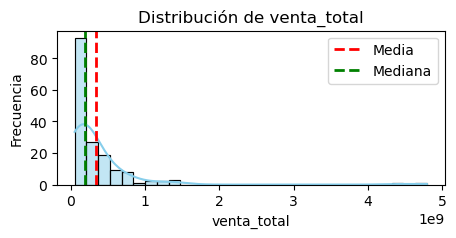 Distribución de venta_total
Media
Mediana
Frecuencia
80
60
40
20
0
0
1
2
3
4
5
1e9
venta_total